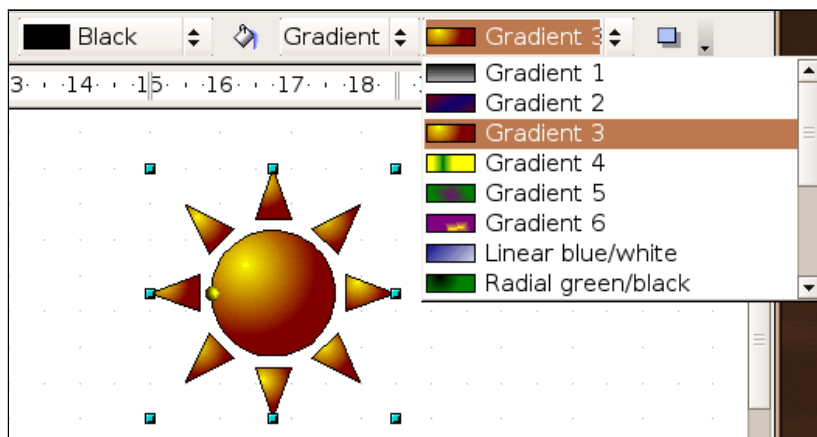 Black Gradient Gradient 3
3 14 15 16 17 18
Gradient 1
Gradient 2
Gradient 3
Gradient 4
Gradient 5
Gradient 6
Linear blue/white
Radial green/black